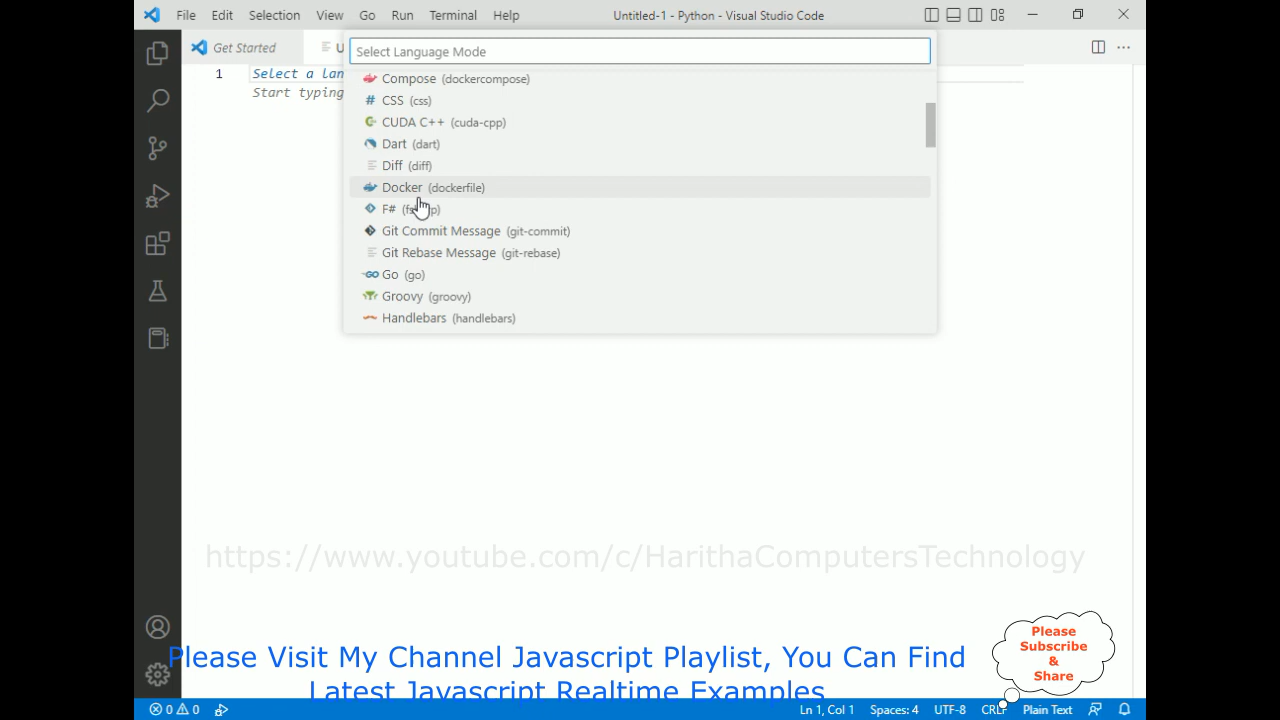 File Edit Selection View Go Run Terminal Help Untitled-1 - Python - Visual Studio Code
Get Started U
Select Language Mode
1 Select a lan
Start typing
Compose (dockercompose)
CSS (css)
CUDA C++ (cuda-cpp)
Dart (dart)
Diff (diff)
Docker (dockerfile)
F#
Git Commit Message (git-commit)
Git Rebase Message (git-rebase)
Go (go)
Groovy (groovy)
Handlebars (handlebars)
https://www.youtube.com/c/HarithaComputersTechnology
Please
Subscribe
&
Share
Please Visit My Channel Javascript Playlist, You Can Find
Latest Javascript Realtime Examples
0 0 Ln 1, Col 1 Spaces: 4 UTF-8 CRLF Plain Text